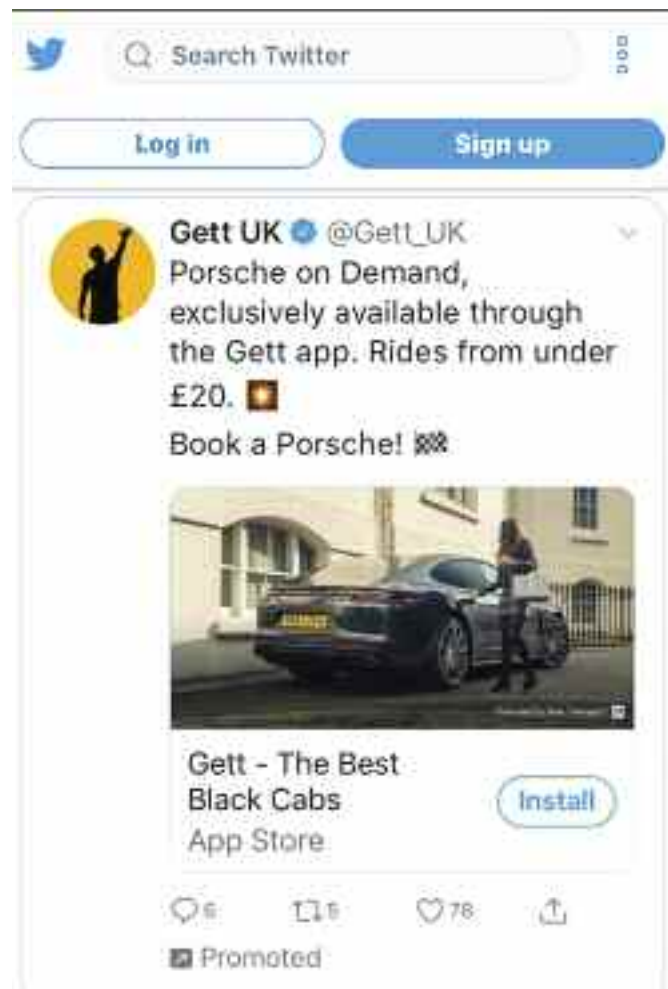 Search Twitter
Log in
Sign up
Gett UK @Gett_UK
Porsche on Demand,
exclusively available through
the Gett app. Rides from under
£20.
Book a Porsche!
Gett - The Best
Black Cabs
Install
App Store
6 5 78
Promoted